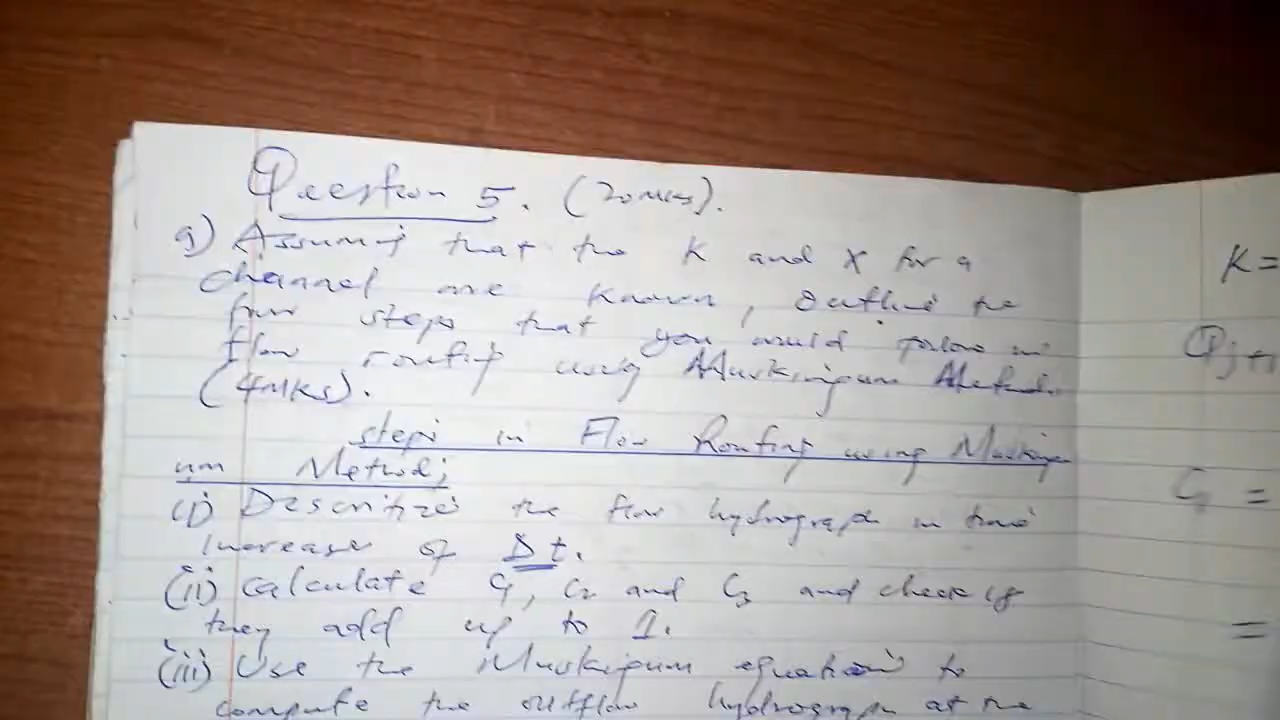 Question 5. (20mks).
a) Assuming that the K and X for a
channel are known, outline the
four steps that you would follow in
flow routing using Muskingum Method.
(4mks).
steps in Flow Routing using Musking
um Method;
(i) Descritize the flow hydrograph in time
increase of Δt.
(ii) Calculate C1, C2 and C3 and check if
they add up to 1.
(iii) Use the Muskingum equation to
compute the outflow hydrograph at the
K=
Qj+1
C1 =
=